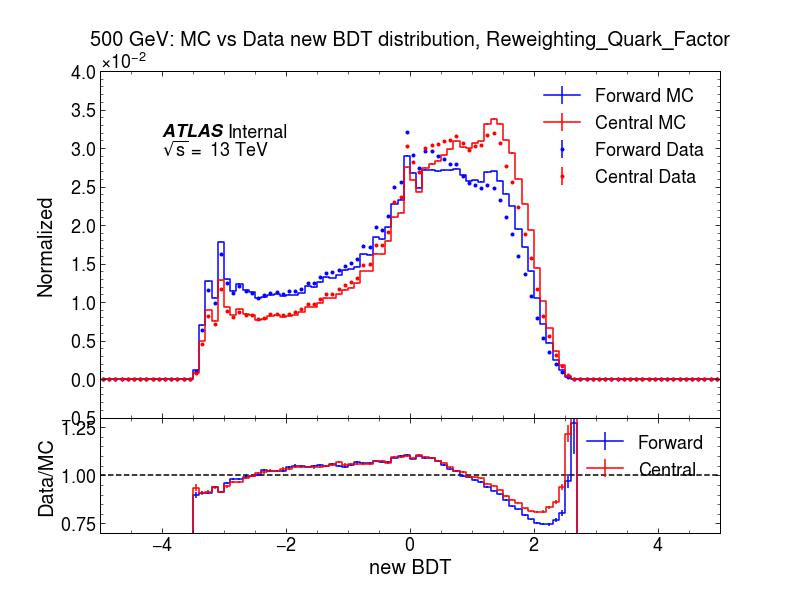 500 GeV: MC vs Data new BDT distribution, Reweighting_Quark_Factor
×10⁻²
4.0
3.5
3.0
2.5
2.0
1.5
1.0
0.5
0.0
−0.5
Normalized
ATLAS Internal
√s = 13 TeV
Forward MC
Central MC
Forward Data
Central Data
1.25
1.00
0.75
Data/MC
Forward
Central
−4
−2
0
2
4
new BDT